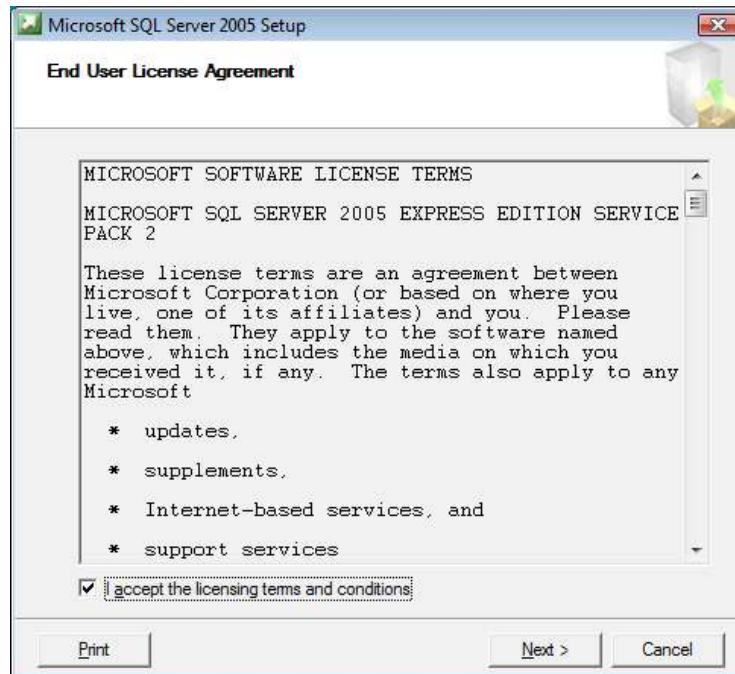 Microsoft SQL Server 2005 Setup
End User License Agreement
MICROSOFT SOFTWARE LICENSE TERMS
MICROSOFT SQL SERVER 2005 EXPRESS EDITION SERVICE
PACK 2
These license terms are an agreement between
Microsoft Corporation (or based on where you
live, one of its affiliates) and you.  Please
read them.  They apply to the software named
above, which includes the media on which you
received it, if any.  The terms also apply to any
Microsoft
* updates,
* supplements,
* Internet-based services, and
* support services
I accept the licensing terms and conditions
Print
Next >
Cancel